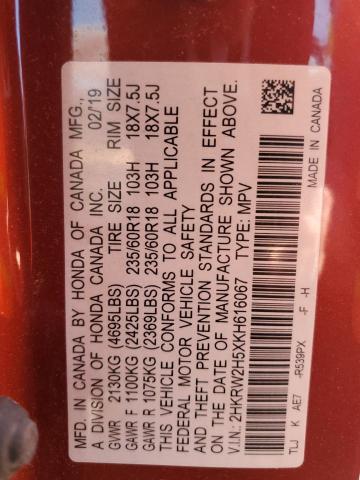 MFD. IN CANADA BY HONDA OF CANADA MFG.,
A DIVISION OF HONDA CANADA INC. 02/19
GVWR 2130KG (4695LBS) TIRE SIZE RIM SIZE
GAWR F 1100KG (2425LBS) 235/60R18 103H 18X7.5J
GAWR R 1075KG (2369LBS) 235/60R18 103H 18X7.5J
THIS VEHICLE CONFORMS TO ALL APPLICABLE
FEDERAL MOTOR VEHICLE SAFETY
AND THEFT PREVENTION STANDARDS IN EFFECT
ON THE DATE OF MANUFACTURE SHOWN ABOVE.
V.I.N.: 2HKRW2H5XKH616067 TYPE: MPV
-R539PX -F -H
TLJ K AE7 MADE IN CANADA